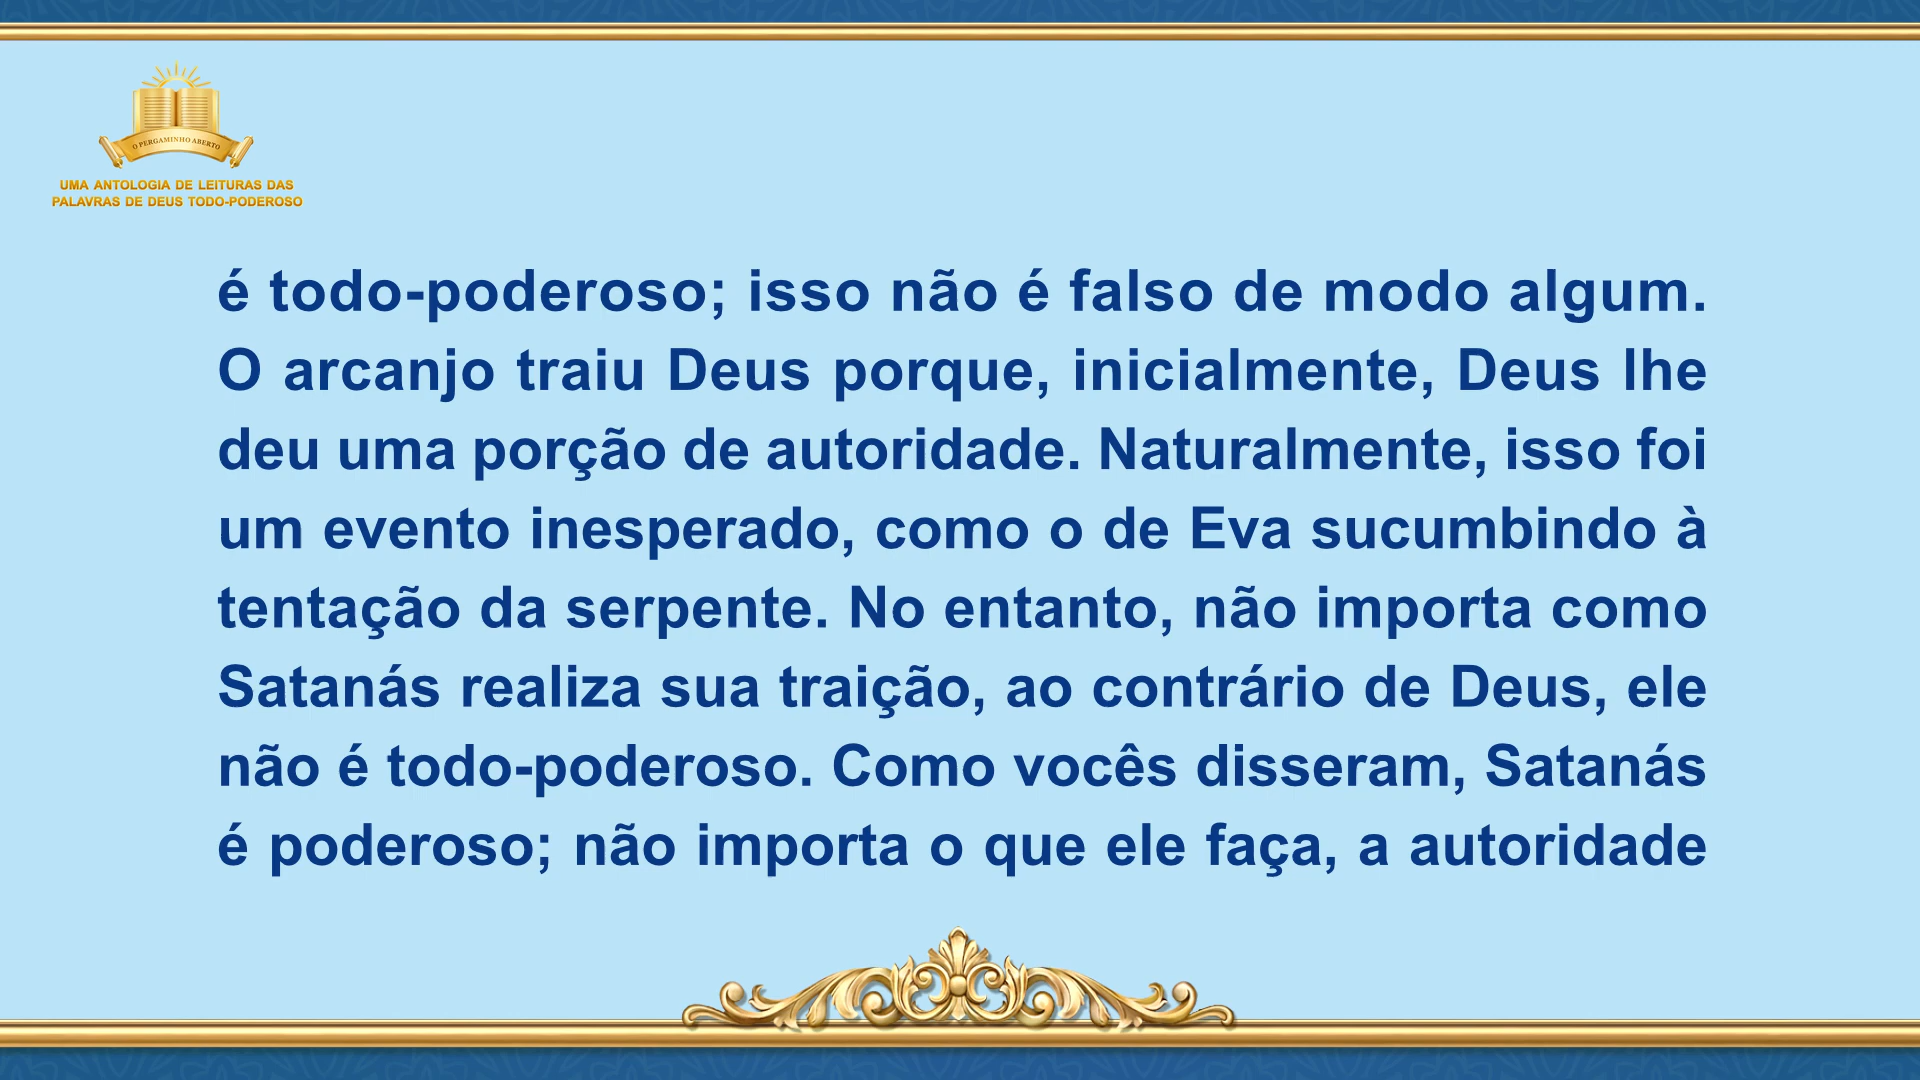 O PERGAMINHO ABERTO
UMA ANTOLOGIA DE LEITURAS DAS
PALAVRAS DE DEUS TODO-PODEROSO
é todo-poderoso; isso não é falso de modo algum.
O arcanjo traiu Deus porque, inicialmente, Deus lhe
deu uma porção de autoridade. Naturalmente, isso foi
um evento inesperado, como o de Eva sucumbindo à
tentação da serpente. No entanto, não importa como
Satanás realiza sua traição, ao contrário de Deus, ele
não é todo-poderoso. Como vocês disseram, Satanás
é poderoso; não importa o que ele faça, a autoridade